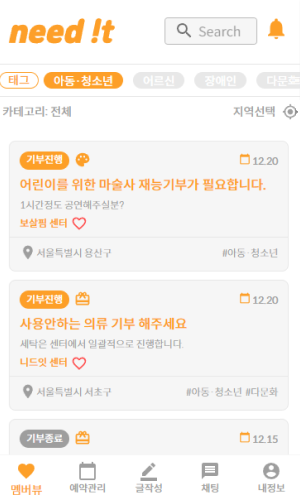 need !t
Search
태그 아동·청소년 어르신 장애인 다문화
카테고리: 전체 지역선택
기부진행 12.20
어린이를 위한 마술사 재능기부가 필요합니다.
1시간정도 공연해주실분?
보살핌 센터
서울특별시 용산구 #아동·청소년
기부진행 12.20
사용안하는 의류 기부 해주세요
세탁은 센터에서 일괄적으로 진행합니다.
니드잇 센터
서울특별시 서초구 #아동·청소년 #다문화
기부종료 12.15
멤버뷰 예약관리 글작성 채팅 내정보